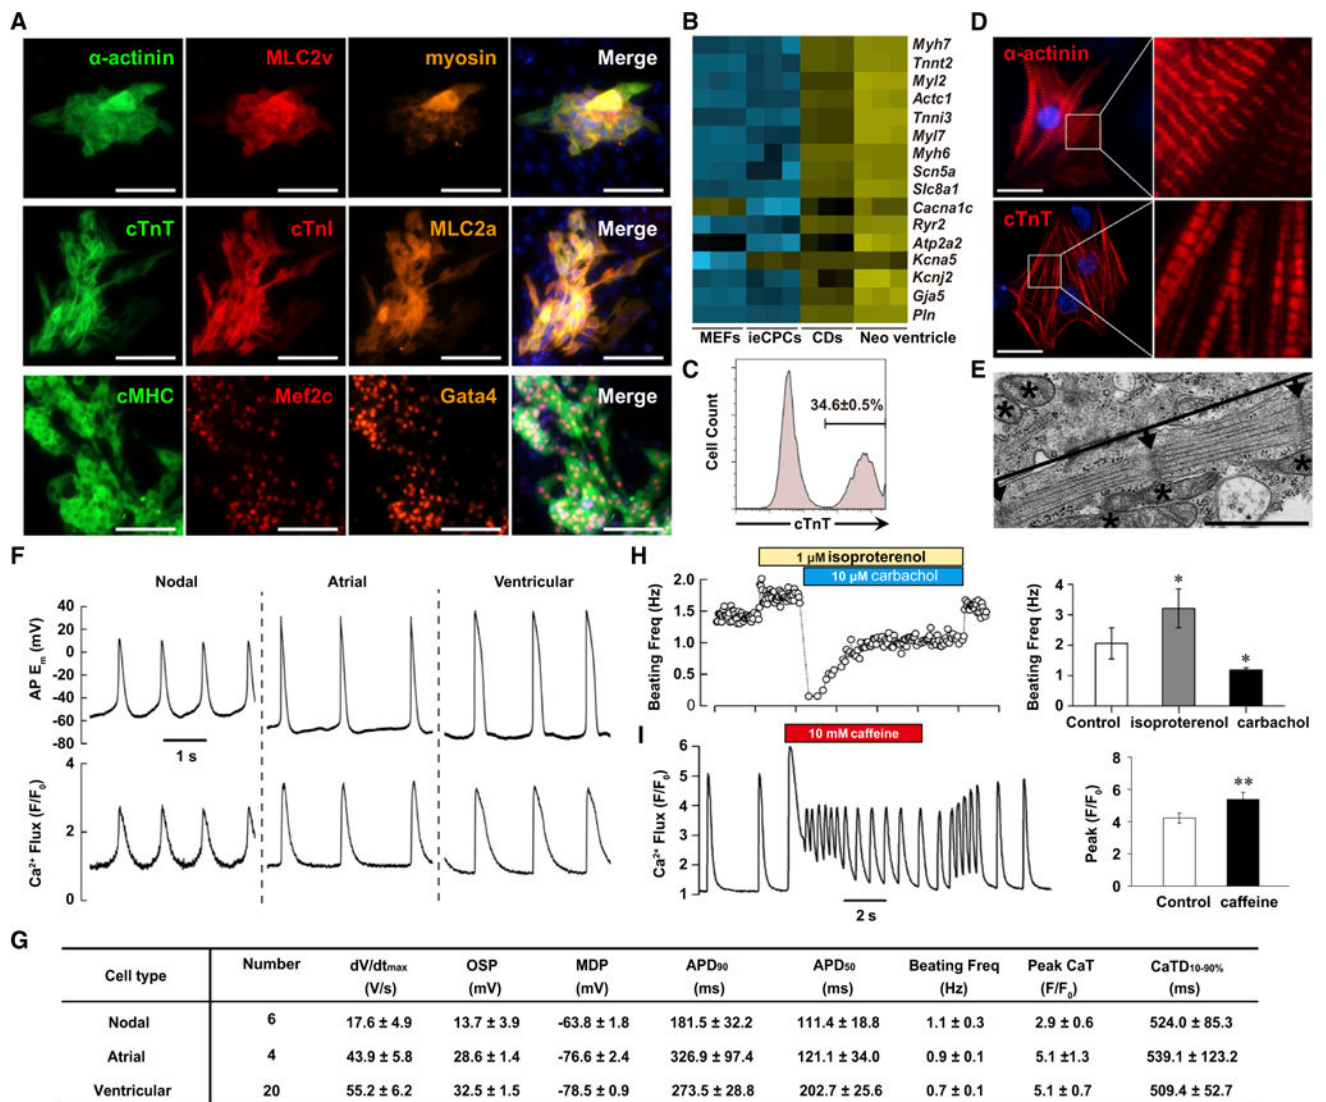 A
α-actinin MLC2v myosin Merge
cTnT cTnI MLC2a Merge
cMHC Mef2c Gata4 Merge
B
Myh7
Tnnt2
Myl2
Actc1
Tnni3
Myl7
Myh6
Scn5a
Slc8a1
Cacna1c
Ryr2
Atp2a2
Kcna5
Kcnj2
Gja5
Pln
MEFs ieCPCs CDs Neo ventricle
C
34.6±0.5%
Cell Count
cTnT
D
α-actinin
cTnT
E
* * * * *
F
Nodal Atrial Ventricular
AP Em (mV)
40
20
0
-20
-40
-60
-80
1 s
Ca²⁺ Flux (F/F₀)
4
2
0
H
1 μM isoproterenol
10 μM carbachol
Beating Freq (Hz)
2.0
1.5
1.0
0.5
0
Beating Freq (Hz)
4
3
2
1
0
* *
Control isoproterenol carbachol
I
10 mM caffeine
Ca²⁺ Flux (F/F₀)
6
5
4
3
2
1
2 s
Peak (F/F₀)
8
6
4
2
0
**
Control caffeine
G
Cell type Number dV/dtmax (V/s) OSP (mV) MDP (mV) APD90 (ms) APD50 (ms) Beating Freq (Hz) Peak CaT (F/F₀) CaTD10-90% (ms)
Nodal 6 17.6 ± 4.9 13.7 ± 3.9 -63.8 ± 1.8 181.5 ± 32.2 111.4 ± 18.8 1.1 ± 0.3 2.9 ± 0.6 524.0 ± 85.3
Atrial 4 43.9 ± 5.8 28.6 ± 1.4 -76.6 ± 2.4 326.9 ± 97.4 121.1 ± 34.0 0.9 ± 0.1 5.1 ±1.3 539.1 ± 123.2
Ventricular 20 55.2 ± 6.2 32.5 ± 1.5 -78.5 ± 0.9 273.5 ± 28.8 202.7 ± 25.6 0.7 ± 0.1 5.1 ± 0.7 509.4 ± 52.7